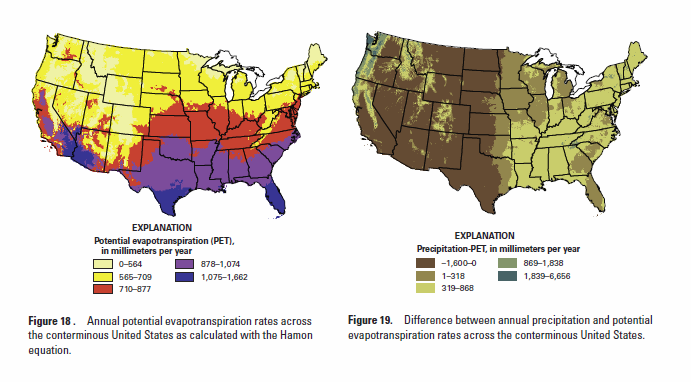 EXPLANATION
Potential evapotranspiration (PET),
in millimeters per year
0–564
565–709
710–877
878–1,074
1,075–1,662
Figure 18 . Annual potential evapotranspiration rates across
the conterminous United States as calculated with the Hamon
equation.
EXPLANATION
Precipitation-PET, in millimeters per year
–1,600–0
1–318
319–868
869–1,838
1,839–6,656
Figure 19. Difference between annual precipitation and potential
evapotranspiration rates across the conterminous United States.